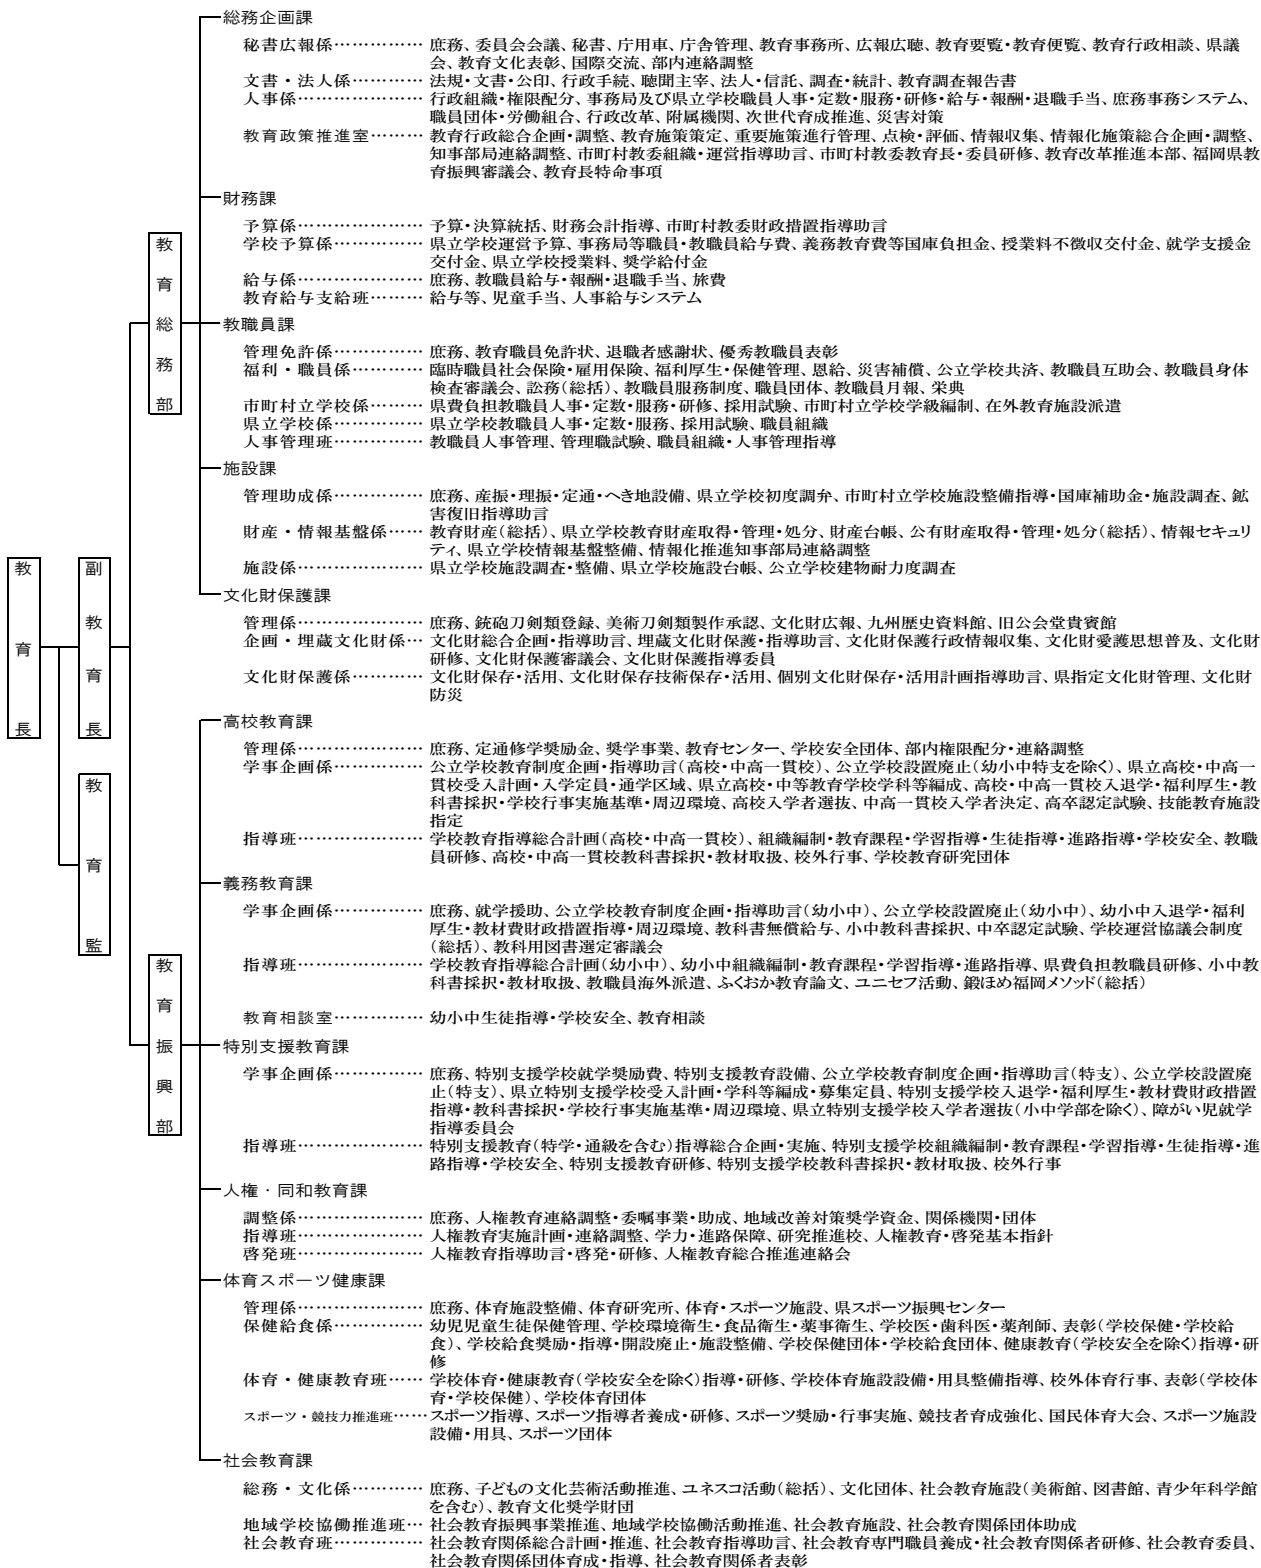 総務企画課
秘書広報係…………… 庶務、委員会会議、秘書、庁用車、庁舎管理、教育事務所、広報広聴、教育要覧・教育便覧、教育行政相談、県議
会、教育文化表彰、国際交流、部内連絡調整
文書・法人係………… 法規・文書・公印、行政手続、聴聞主宰、法人・信託、調査・統計、教育調査報告書
人事係………………… 行政組織・権限配分、事務局及び県立学校職員人事・定数・服務・研修・給与・報酬・退職手当、庶務事務システム、
職員団体・労働組合、行政改革、附属機関、次世代育成推進、災害対策
教育政策推進室……… 教育行政総合企画・調整、教育施策策定、重要施策進行管理、点検・評価、情報収集、情報化施策総合企画・調整、
知事部局連絡調整、市町村教委組織・運営指導助言、市町村教委教育長・委員研修、教育改革推進本部、福岡県教
育振興審議会、教育長特命事項
財務課
予算係………………… 予算・決算統括、財務会計指導、市町村教委財政措置指導助言
学校予算係…………… 県立学校運営予算、事務局等職員・教職員給与費、義務教育費等国庫負担金、授業料不徴収交付金、就学支援金
交付金、県立学校授業料、奨学給付金
給与係………………… 庶務、教職員給与・報酬・退職手当、旅費
教育給与支給班……… 給与等、児童手当、人事給与システム
教職員課
管理免許係…………… 庶務、教育職員免許状、退職者感謝状、優秀教職員表彰
福利・職員係………… 臨時職員社会保険・雇用保険、福利厚生・保健管理、恩給、災害補償、公立学校共済、教職員互助会、教職員身体
検査審議会、訟務(総括)、教職員服務制度、職員団体、教職員月報、栄典
市町村立学校係……… 県費負担教職員人事・定数・服務・研修、採用試験、市町村立学校学級編制、在外教育施設派遣
県立学校係…………… 県立学校教職員人事・定数・服務、採用試験、職員組織
人事管理班…………… 教職員人事管理、管理職試験、職員組織・人事管理指導
施設課
管理助成係…………… 庶務、産振・理振・定通・へき地設備、県立学校初度調弁、市町村立学校施設整備指導・国庫補助金・施設調査、鉱
害復旧指導助言
財産・情報基盤係…… 教育財産(総括)、県立学校教育財産取得・管理・処分、財産台帳、公有財産取得・管理・処分(総括)、情報セキュリ
ティ、県立学校情報基盤整備、情報化推進知事部局連絡調整
施設係………………… 県立学校施設調査・整備、県立学校施設台帳、公立学校建物耐力度調査
文化財保護課
管理係………………… 庶務、銃砲刀剣類登録、美術刀剣類製作承認、文化財広報、九州歴史資料館、旧公会堂貴賓館
企画・埋蔵文化財係… 文化財総合企画・指導助言、埋蔵文化財保護・指導助言、文化財保護行政情報収集、文化財愛護思想普及、文化財
研修、文化財保護審議会、文化財保護指導委員
文化財保護係………… 文化財保存・活用、文化財保存技術保存・活用、個別文化財保存・活用計画指導助言、県指定文化財管理、文化財
防災
教育総務部
教育長
副教育長
教育監
教育振興部
高校教育課
管理係………………… 庶務、定通修学奨励金、奨学事業、教育センター、学校安全団体、部内権限配分・連絡調整
学事企画係…………… 公立学校教育制度企画・指導助言(高校・中高一貫校)、公立学校設置廃止(幼小中特支を除く)、県立高校・中高一
貫校受入計画・入学定員・通学区域、県立高校・中等教育学校学科等編成、高校・中高一貫校入退学・福利厚生・教
科書採択・学校行事実施基準・周辺環境、高校入学者選抜、中高一貫校入学者決定、高卒認定試験、技能教育施設
指定
指導班………………… 学校教育指導総合計画(高校・中高一貫校)、組織編制・教育課程・学習指導・生徒指導・進路指導・学校安全、教職
員研修、高校・中高一貫校教科書採択・教材取扱、校外行事、学校教育研究団体
義務教育課
学事企画係…………… 庶務、就学援助、公立学校教育制度企画・指導助言(幼小中)、公立学校設置廃止(幼小中)、幼小中入退学・福利
厚生・教材費財政措置指導・周辺環境、教科書無償給与、小中教科書採択、中卒認定試験、学校運営協議会制度
(総括)、教科用図書選定審議会
指導班………………… 学校教育指導総合計画(幼小中)、幼小中組織編制・教育課程・学習指導・進路指導、県費負担教職員研修、小中教
科書採択・教材取扱、教職員海外派遣、ふくおか教育論文、ユニセフ活動、鍛ほめ福岡メソッド(総括)
教育相談室…………… 幼小中生徒指導・学校安全、教育相談
特別支援教育課
学事企画係…………… 庶務、特別支援学校就学奨励費、特別支援教育設備、公立学校教育制度企画・指導助言(特支)、公立学校設置廃
止(特支)、県立特別支援学校受入計画・学科等編成・募集定員、特別支援学校入退学・福利厚生・教材費財政措置
指導・教科書採択・学校行事実施基準・周辺環境、県立特別支援学校入学者選抜(小中学部を除く)、障がい児就学
指導委員会
指導班………………… 特別支援教育(特学・通級を含む)指導総合企画・実施、特別支援学校組織編制・教育課程・学習指導・生徒指導・進
路指導・学校安全、特別支援教育研修、特別支援学校教科書採択・教材取扱、校外行事
人権・同和教育課
調整係………………… 庶務、人権教育連絡調整・委嘱事業・助成、地域改善対策奨学資金、関係機関・団体
指導班………………… 人権教育実施計画・連絡調整、学力・進路保障、研究推進校、人権教育・啓発基本指針
啓発班………………… 人権教育指導助言・啓発・研修、人権教育総合推進連絡会
体育スポーツ健康課
管理係………………… 庶務、体育施設整備、体育研究所、体育・スポーツ施設、県スポーツ振興センター
保健給食係…………… 幼児児童生徒保健管理、学校環境衛生・食品衛生・薬事衛生、学校医・歯科医・薬剤師、表彰(学校保健・学校給
食)、学校給食奨励・指導・開設廃止・施設整備、学校保健団体・学校給食団体、健康教育(学校安全を除く)指導・研
修
体育・健康教育班…… 学校体育・健康教育(学校安全を除く)指導・研修、学校体育施設設備・用具整備指導、校外体育行事、表彰(学校体
育・学校保健)、学校体育団体
スポーツ・競技力推進班……スポーツ指導、スポーツ指導者養成・研修、スポーツ奨励・行事実施、競技者育成強化、国民体育大会、スポーツ施設
設備・用具、スポーツ団体
社会教育課
総務・文化係………… 庶務、子どもの文化芸術活動推進、ユネスコ活動(総括)、文化団体、社会教育施設(美術館、図書館、青少年科学館
を含む)、教育文化奨学財団
地域学校協働推進班… 社会教育振興事業推進、地域学校協働活動推進、社会教育施設、社会教育関係団体助成
社会教育班…………… 社会教育関係総合計画・推進、社会教育指導助言、社会教育専門職員養成・社会教育関係者研修、社会教育委員、
社会教育関係団体育成・指導、社会教育関係者表彰